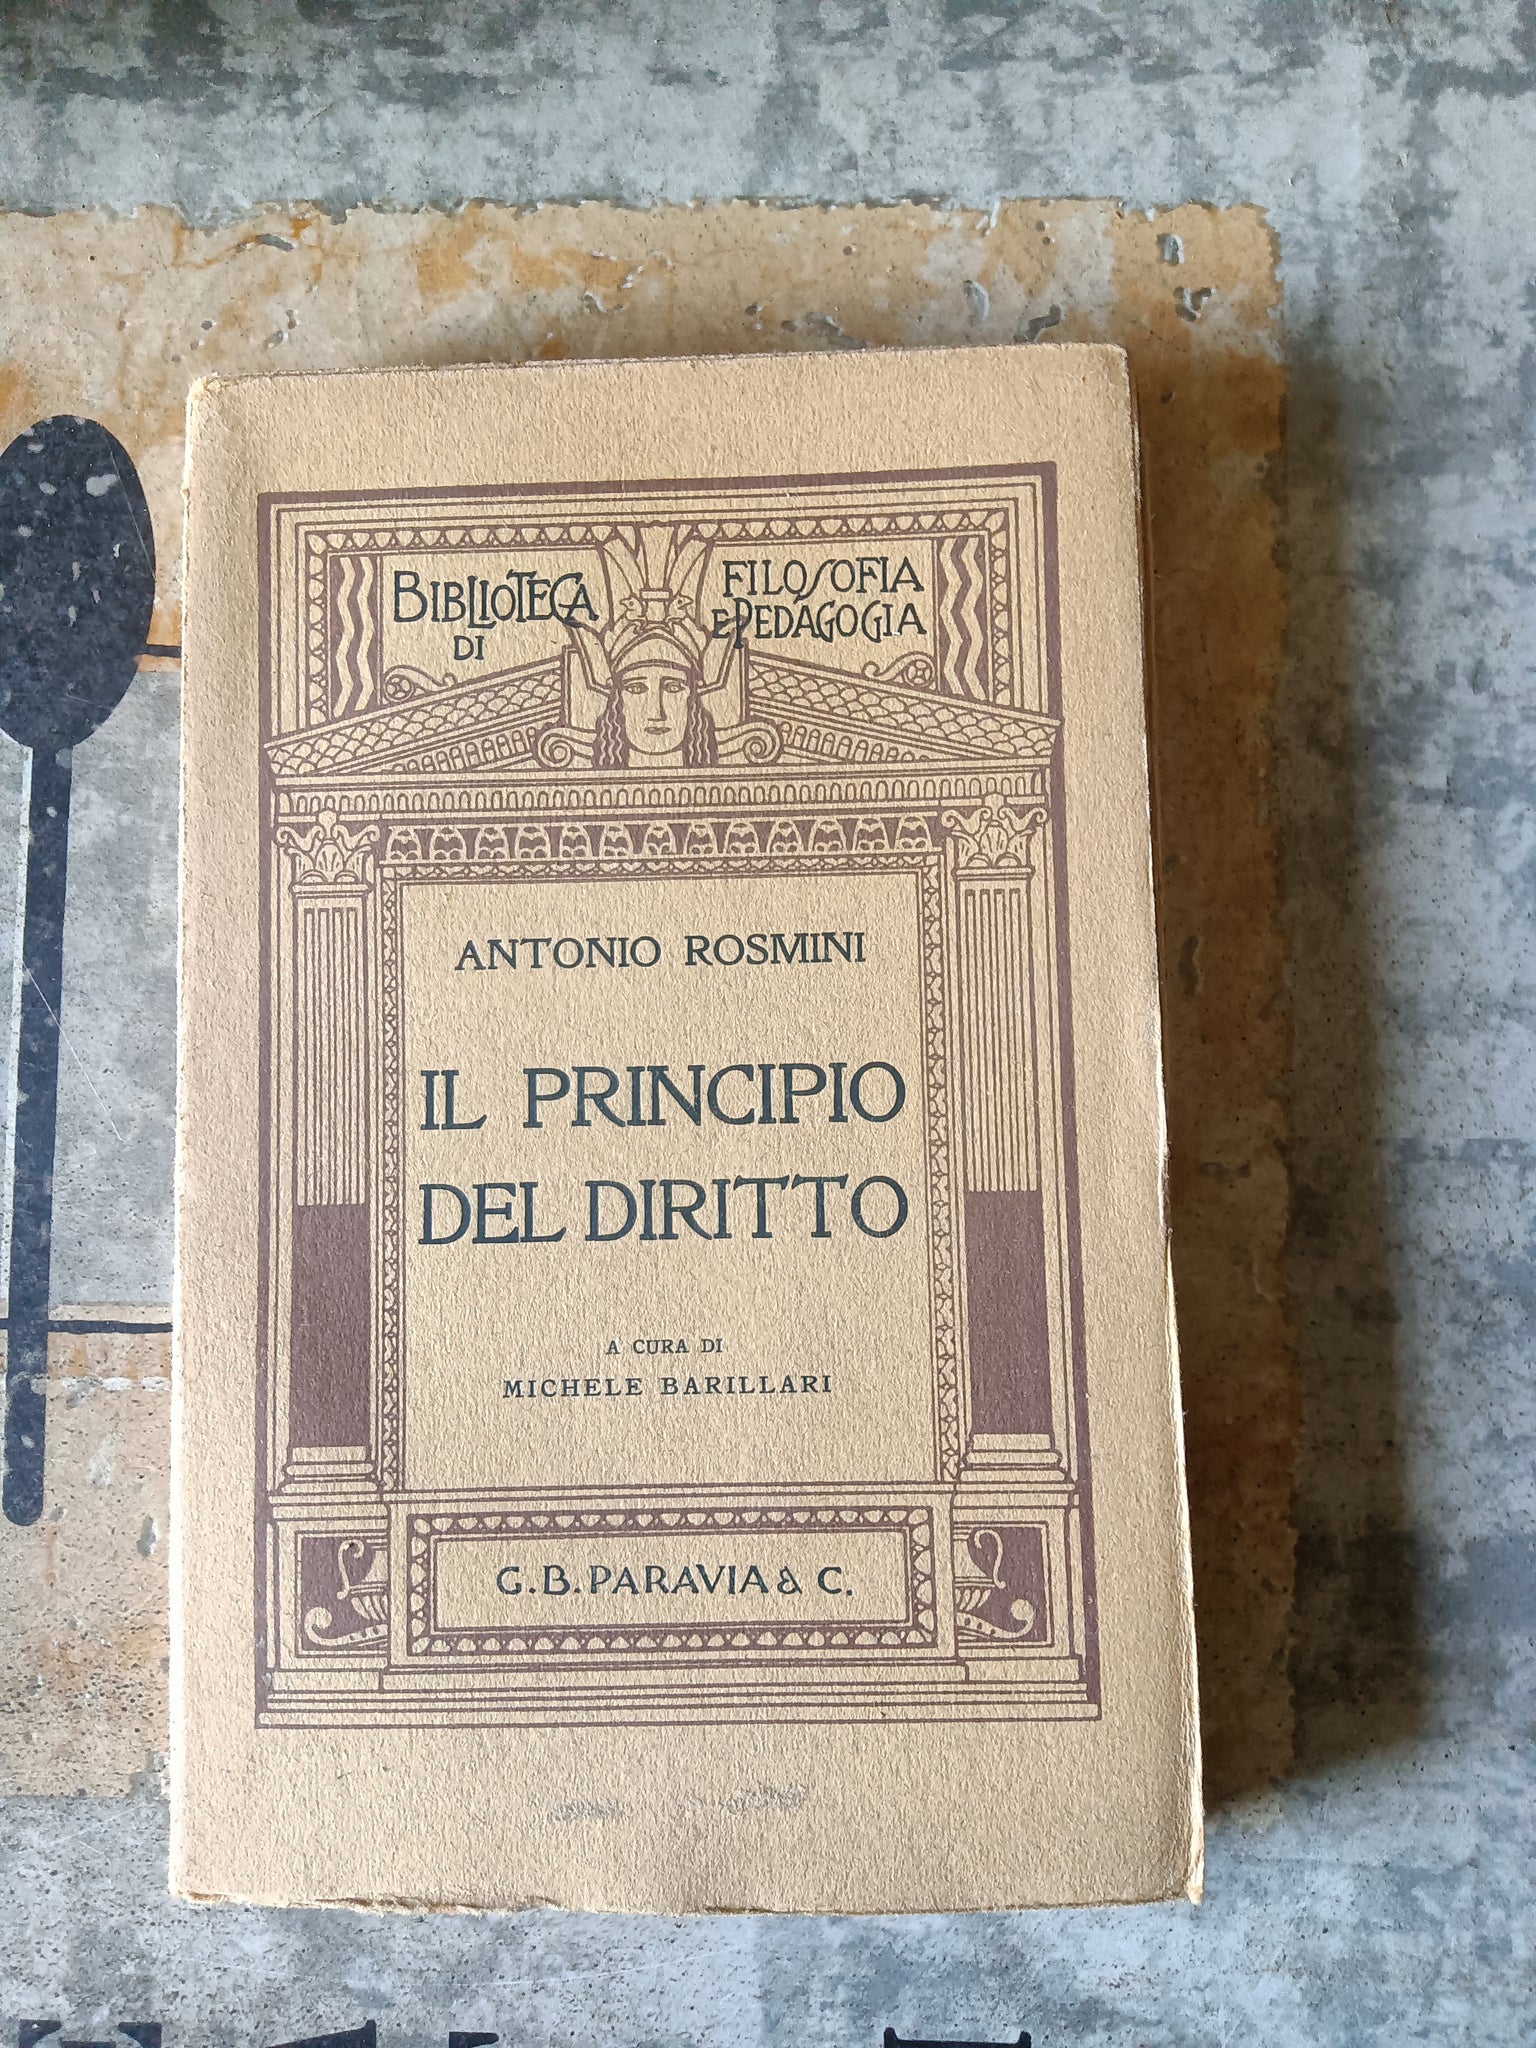 BIBLIOTECA
DI
FILOSOFIA
E PEDAGOGIA
ANTONIO ROSMINI
IL PRINCIPIO
DEL DIRITTO
A CURA DI
MICHELE BARILLARI
G. B. PARAVIA & C.